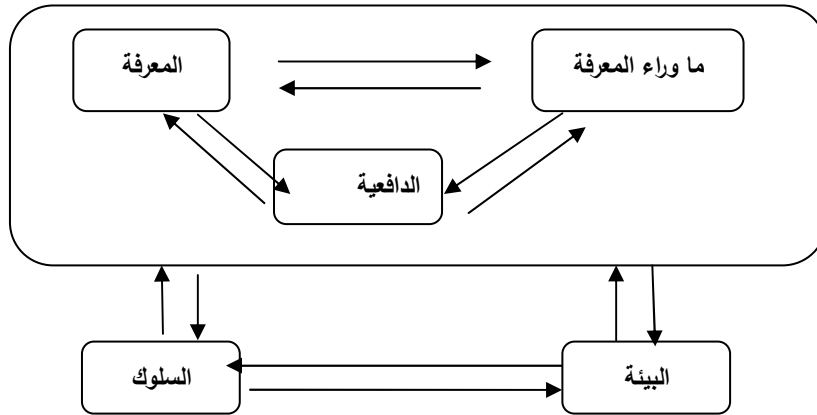 ما وراء المعرفة
المعرفة
الدافعية
البيئة
السلوك